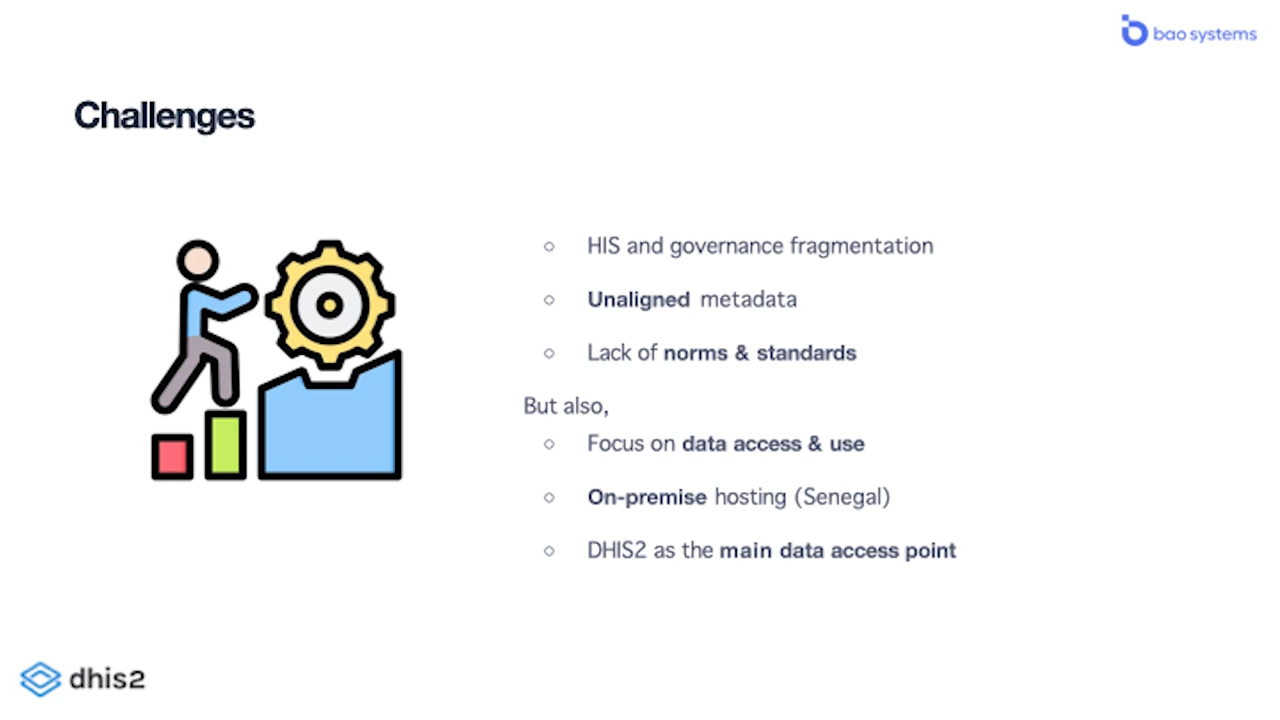 bao systems
Challenges
HIS and governance fragmentation
Unaligned metadata
Lack of norms & standards
But also,
Focus on data access & use
On-premise hosting (Senegal)
DHIS2 as the main data access point
dhis2